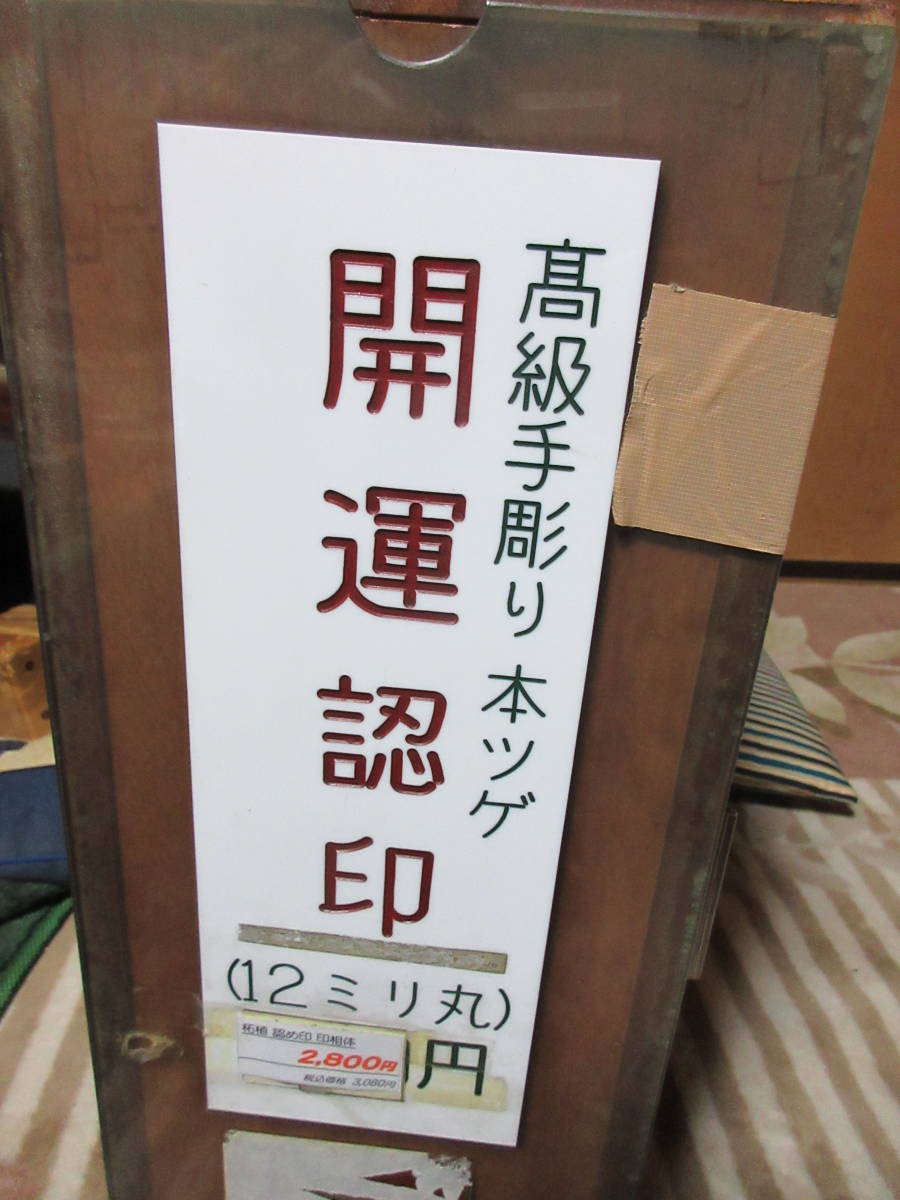 髙級手彫り 本ツゲ
開運認印
(12ミリ丸)
円
柘植 認め印 印相体
2,800円
税込価格 3,080円